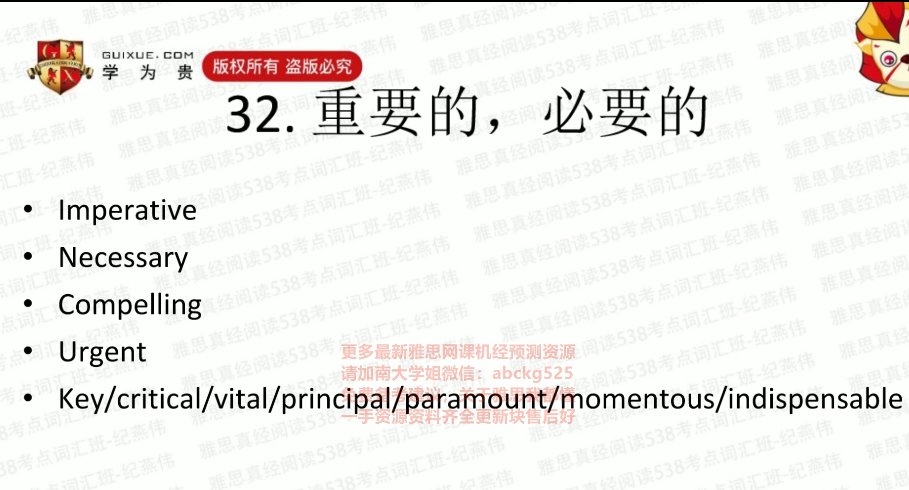 GUIXUE.COM
学为贵
版权所有 盗版必究
32. 重要的，必要的
• Imperative
• Necessary
• Compelling
• Urgent
• Key/critical/vital/principal/paramount/momentous/indispensable
更多最新雅思网课机经预测资源
请加南大学姐微信：abckg525
一手资源资料齐全更新块售后好
雅思真经阅读538考点词汇班-纪燕伟